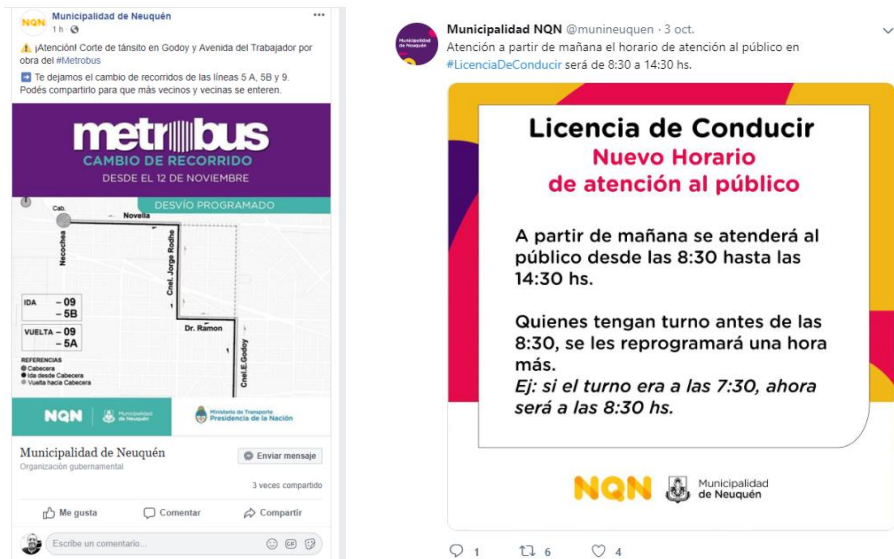 Municipalidad de Neuquén
1 h ·
¡Atención! Corte de tránsito en Godoy y Avenida del Trabajador por
obra del #Metrobus
Te dejamos el cambio de recorridos de las líneas 5 A, 5B y 9.
Podés compartirlo para que más vecinos y vecinas se enteren.
metrobus
CAMBIO DE RECORRIDO
DESDE EL 12 DE NOVIEMBRE
DESVÍO PROGRAMADO
Cab.
Novella
Necochea
Cnel. Jorge Rodhe
Dr. Ramon
Cnel.E.Godoy
IDA – 09
– 5B
VUELTA – 09
– 5A
REFERENCIAS
Cabecera
Ida desde Cabecera
Vuelta hacia Cabecera
NQN
Municipalidad
de Neuquén
Ministerio de Transporte
Presidencia de la Nación
Municipalidad de Neuquén
Organización gubernamental
Enviar mensaje
3 veces compartido
Me gusta
Comentar
Compartir
Escribe un comentario...
GIF
Municipalidad NQN @munineuquen · 3 oct.
Atención a partir de mañana el horario de atención al público en
#LicenciaDeConducir será de 8:30 a 14:30 hs.
Licencia de Conducir
Nuevo Horario
de atención al público
A partir de mañana se atenderá al
público desde las 8:30 hasta las
14:30 hs.
Quienes tengan turno antes de las
8:30, se les reprogramará una hora
más.
Ej: si el turno era a las 7:30, ahora
será a las 8:30 hs.
NQN
Municipalidad
de Neuquén
1
6
4